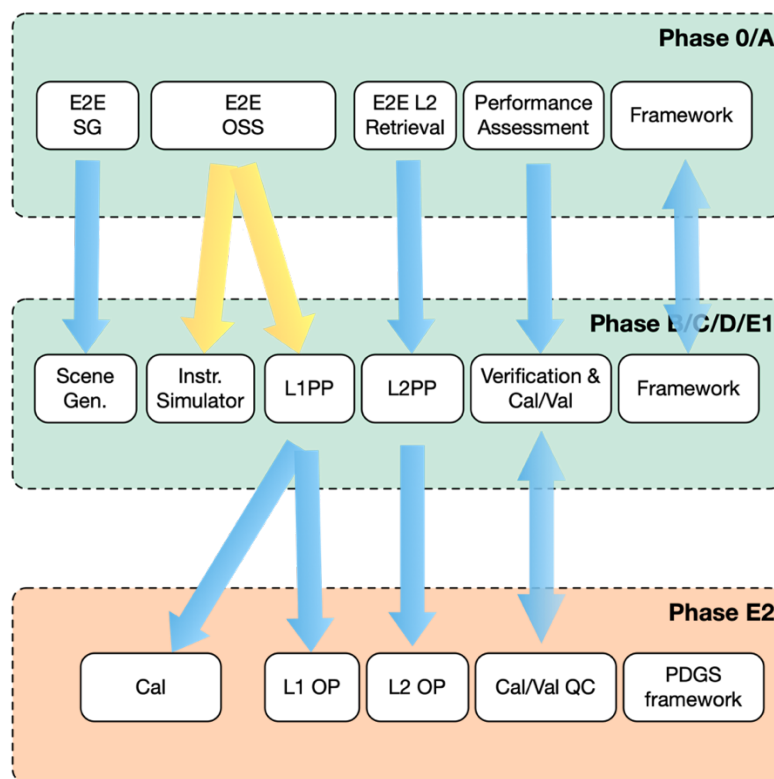 Phase 0/A
E2E
SG
E2E
OSS
E2E L2
Retrieval
Performance
Assessment
Framework
Phase B/C/D/E1
Scene
Gen.
Instr.
Simulator
L1PP
L2PP
Verification &
Cal/Val
Framework
Phase E2
Cal
L1 OP
L2 OP
Cal/Val QC
PDGS
framework